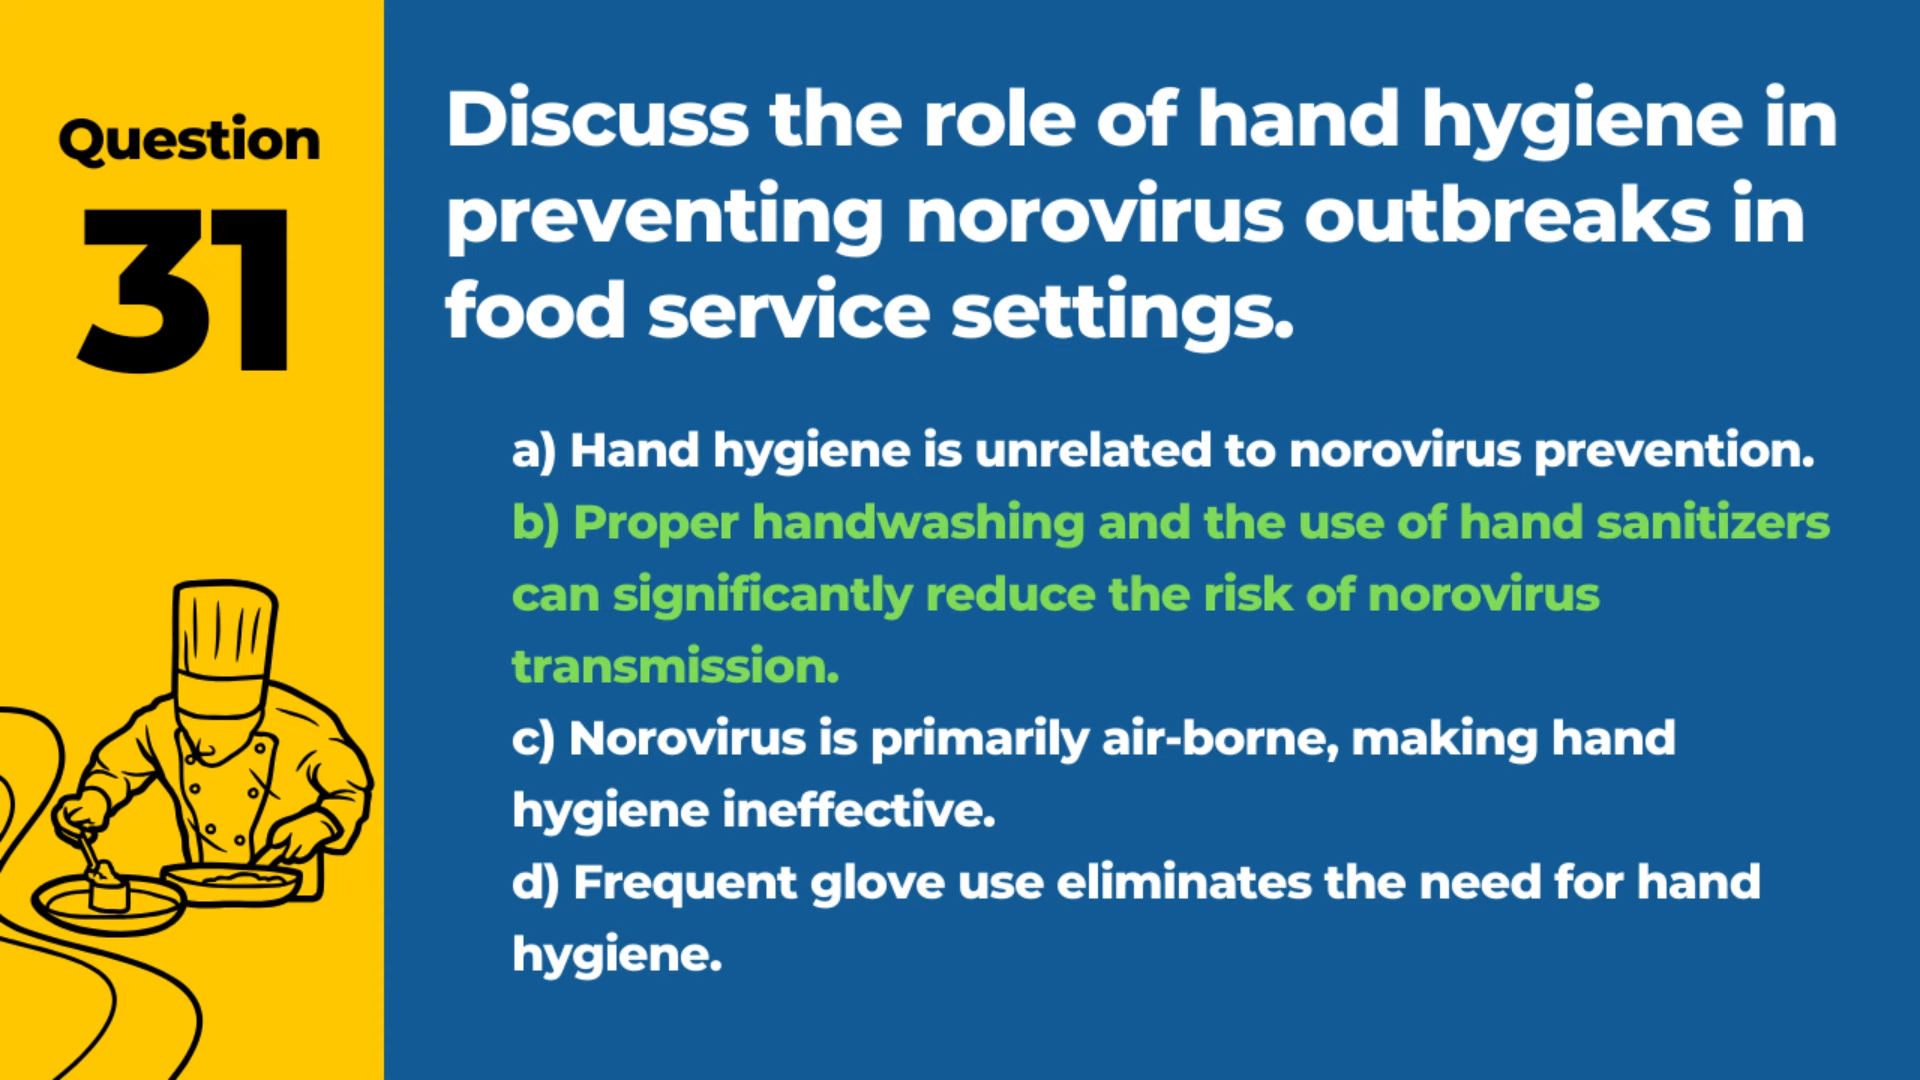 Question
31
Discuss the role of hand hygiene in
preventing norovirus outbreaks in
food service settings.
a) Hand hygiene is unrelated to norovirus prevention.
b) Proper handwashing and the use of hand sanitizers
can significantly reduce the risk of norovirus
transmission.
c) Norovirus is primarily air-borne, making hand
hygiene ineffective.
d) Frequent glove use eliminates the need for hand
hygiene.